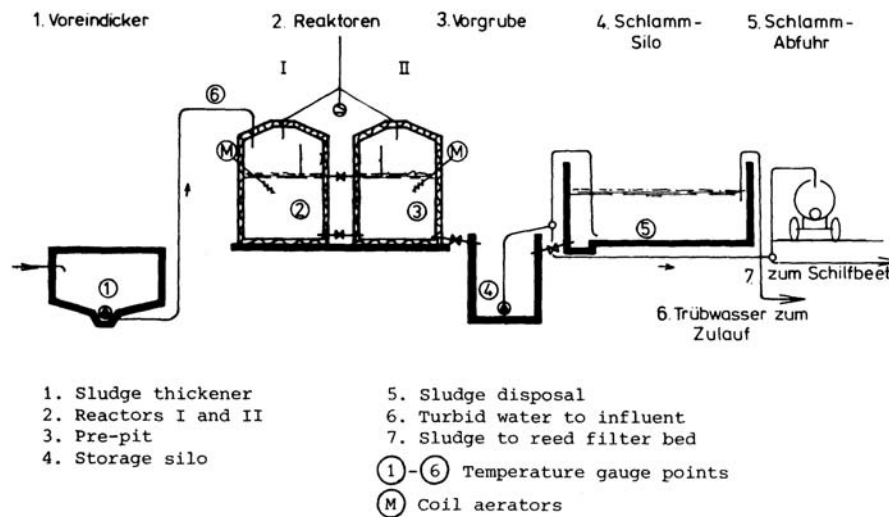 1. Voreindicker
2. Reaktoren
3. Vorgrube
4. Schlamm-
Silo
5. Schlamm-
Abfuhr
I
II
6
M
M
2
3
1
4
5
7. zum Schilfbeet
6. Trübwasser zum
Zulauf
1. Sludge thickener
2. Reactors I and II
3. Pre-pit
4. Storage silo
5. Sludge disposal
6. Turbid water to influent
7. Sludge to reed filter bed
1-6 Temperature gauge points
M Coil aerators